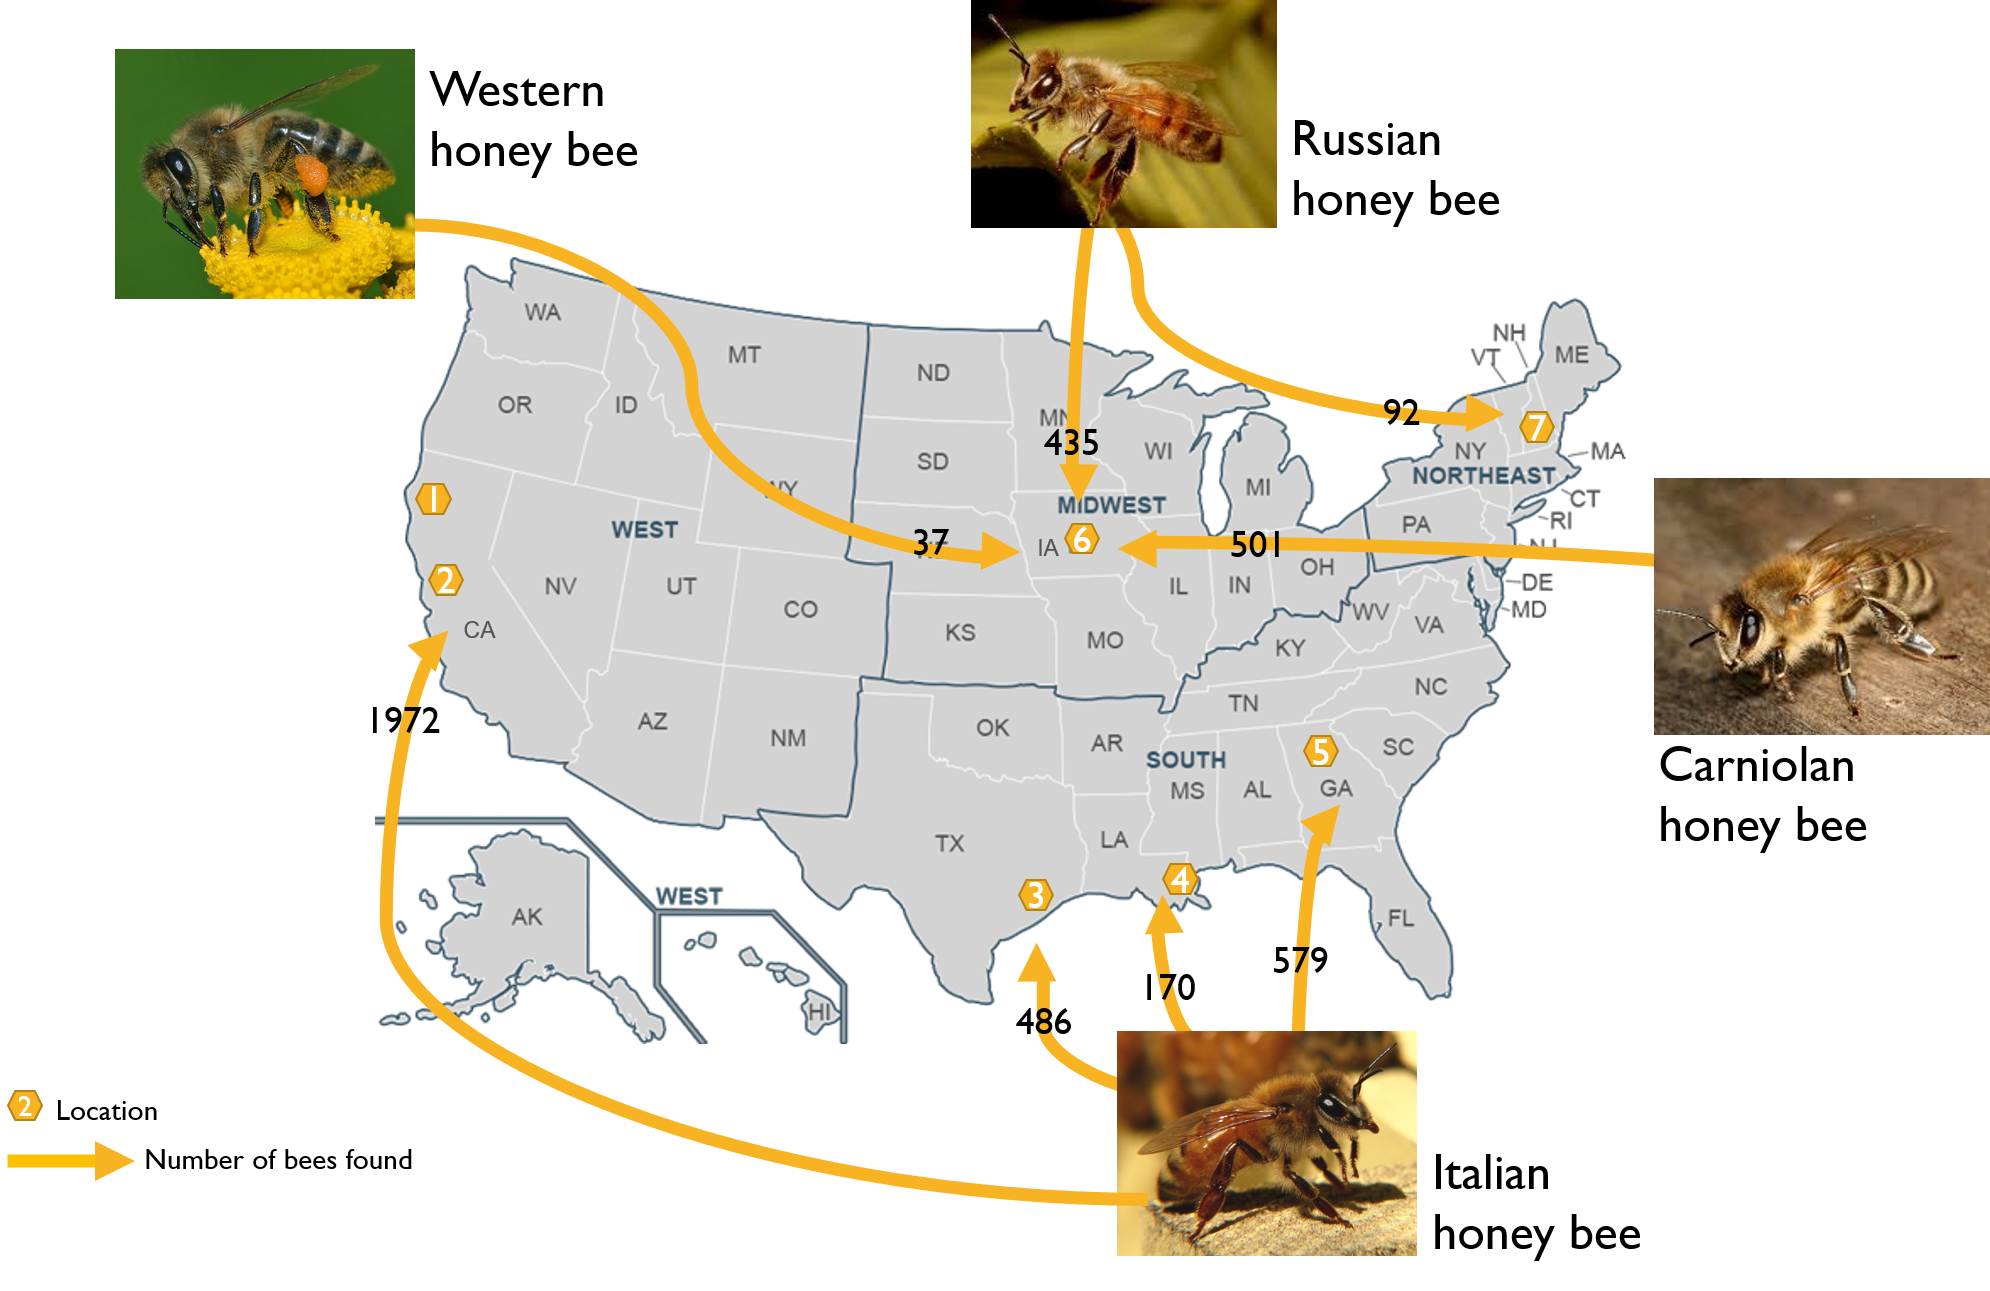 Western
honey bee
Russian
honey bee
WA
MT
ND
MN
435
NH
VT
ME
OR
ID
SD
WI
MI
92
7
NY
MA
NORTHEAST
1
WY
MIDWEST
CT
RI
WEST
37
IA
6
501
PA
NJ
2
NV
UT
CO
IL
IN
OH
DE
MD
CA
KS
MO
WV
VA
KY
1972
AZ
NM
OK
AR
TN
NC
SOUTH
5
SC
MS
AL
GA
TX
LA
3
4
FL
WEST
AK
HI
486
170
579
Carniolan
honey bee
2 Location
Number of bees found
Italian
honey bee